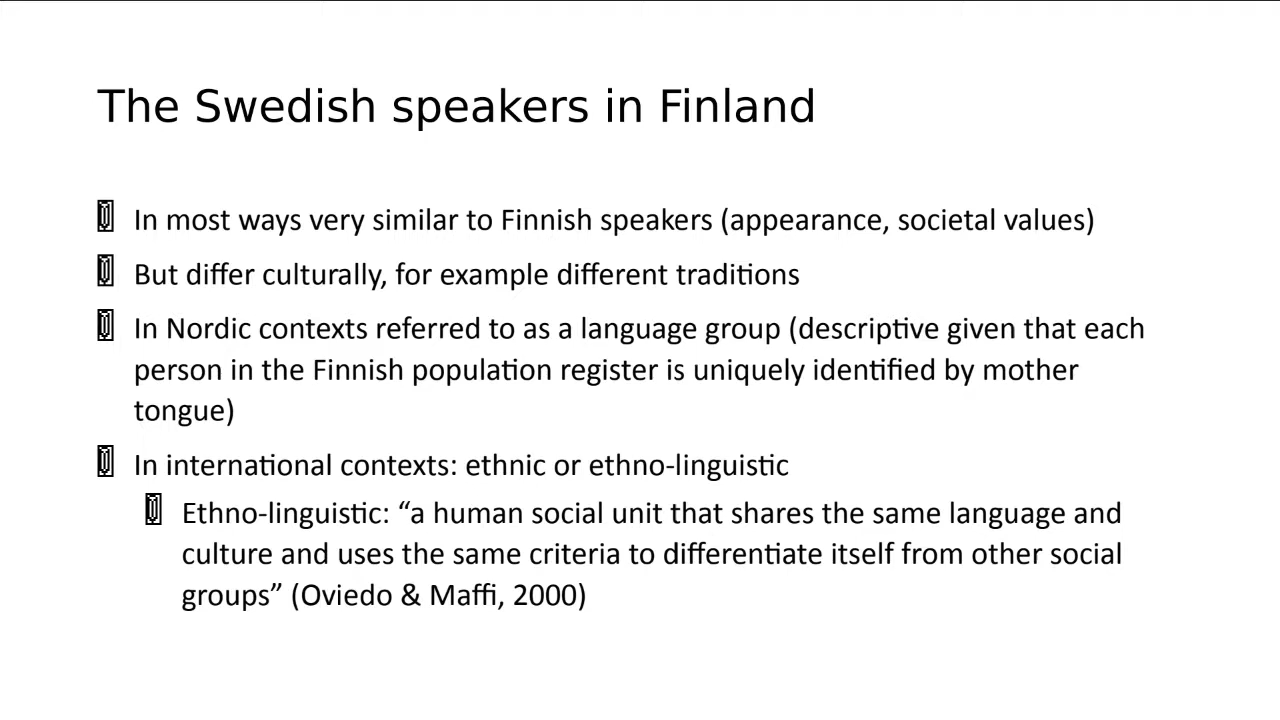 The Swedish speakers in Finland
In most ways very similar to Finnish speakers (appearance, societal values)
But differ culturally, for example different traditions
In Nordic contexts referred to as a language group (descriptive given that each
person in the Finnish population register is uniquely identified by mother
tongue)
In international contexts: ethnic or ethno-linguistic
Ethno-linguistic: “a human social unit that shares the same language and
culture and uses the same criteria to differentiate itself from other social
groups” (Oviedo & Maffi, 2000)